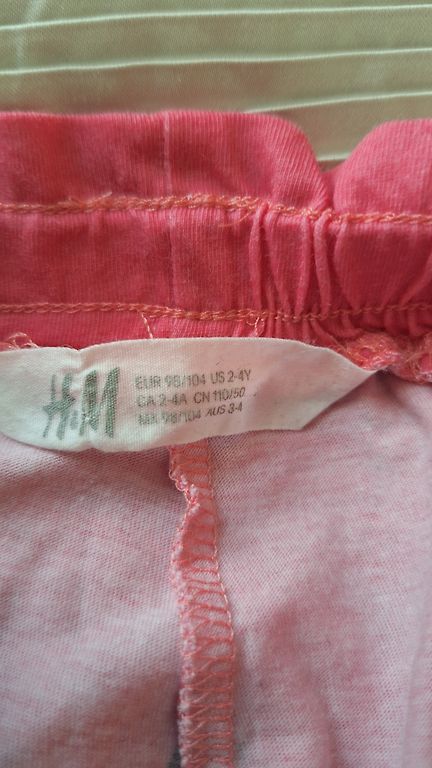 H&M
EUR 98/104 US 2-4Y
CA 2-4A CN 110/50
MX 98/104 AUS 3-4